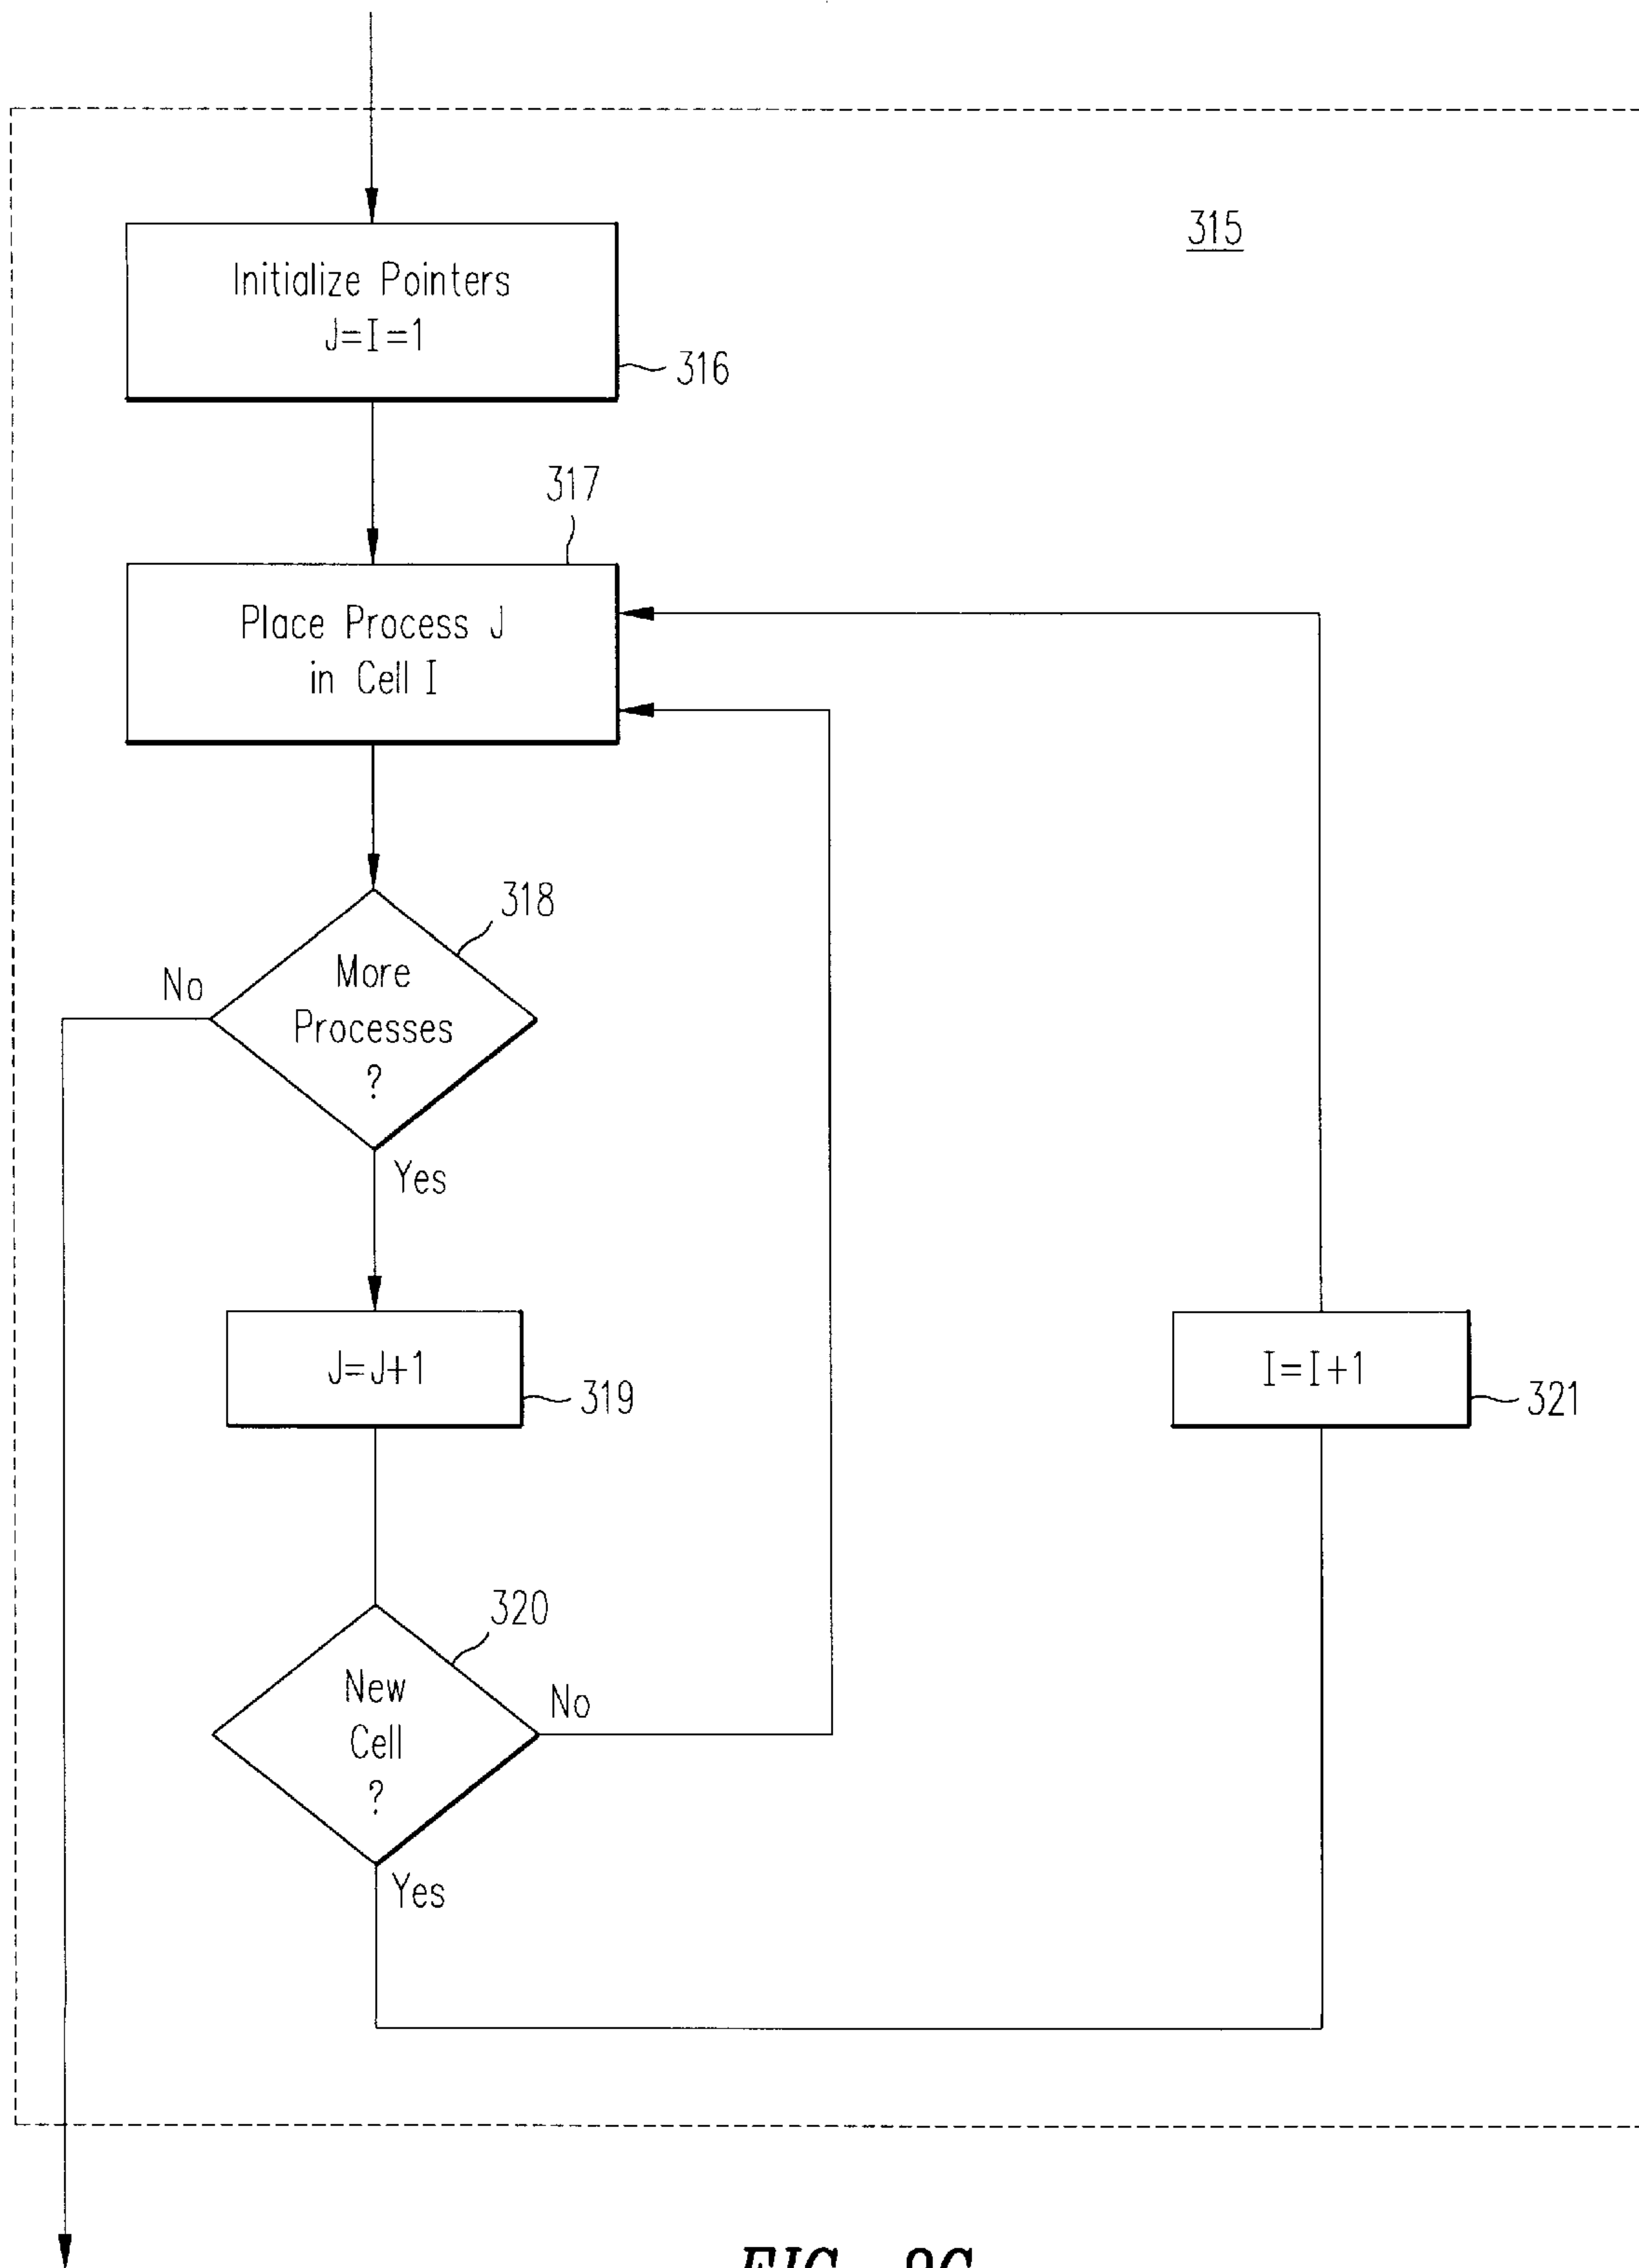 315
Initialize Pointers
J=I=1
316
317
Place Process J
in Cell I
318
No
More
Processes
?
Yes
J=J+1
319
I=I+1
321
320
New
Cell
?
No
Yes
FIG.